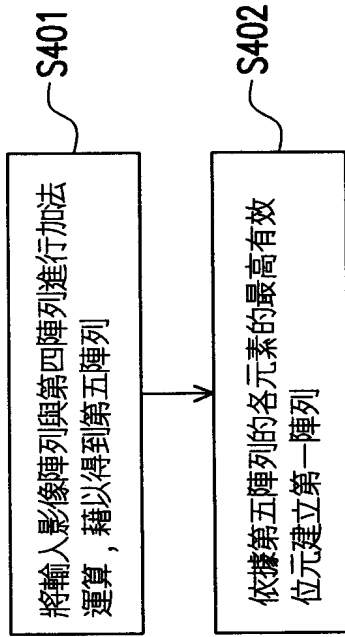 S401
將輸入影像陣列與第四陣列進行加法
運算，藉以得到第五陣列
S402
依據第五陣列的各元素的最高有效
位元建立第一陣列